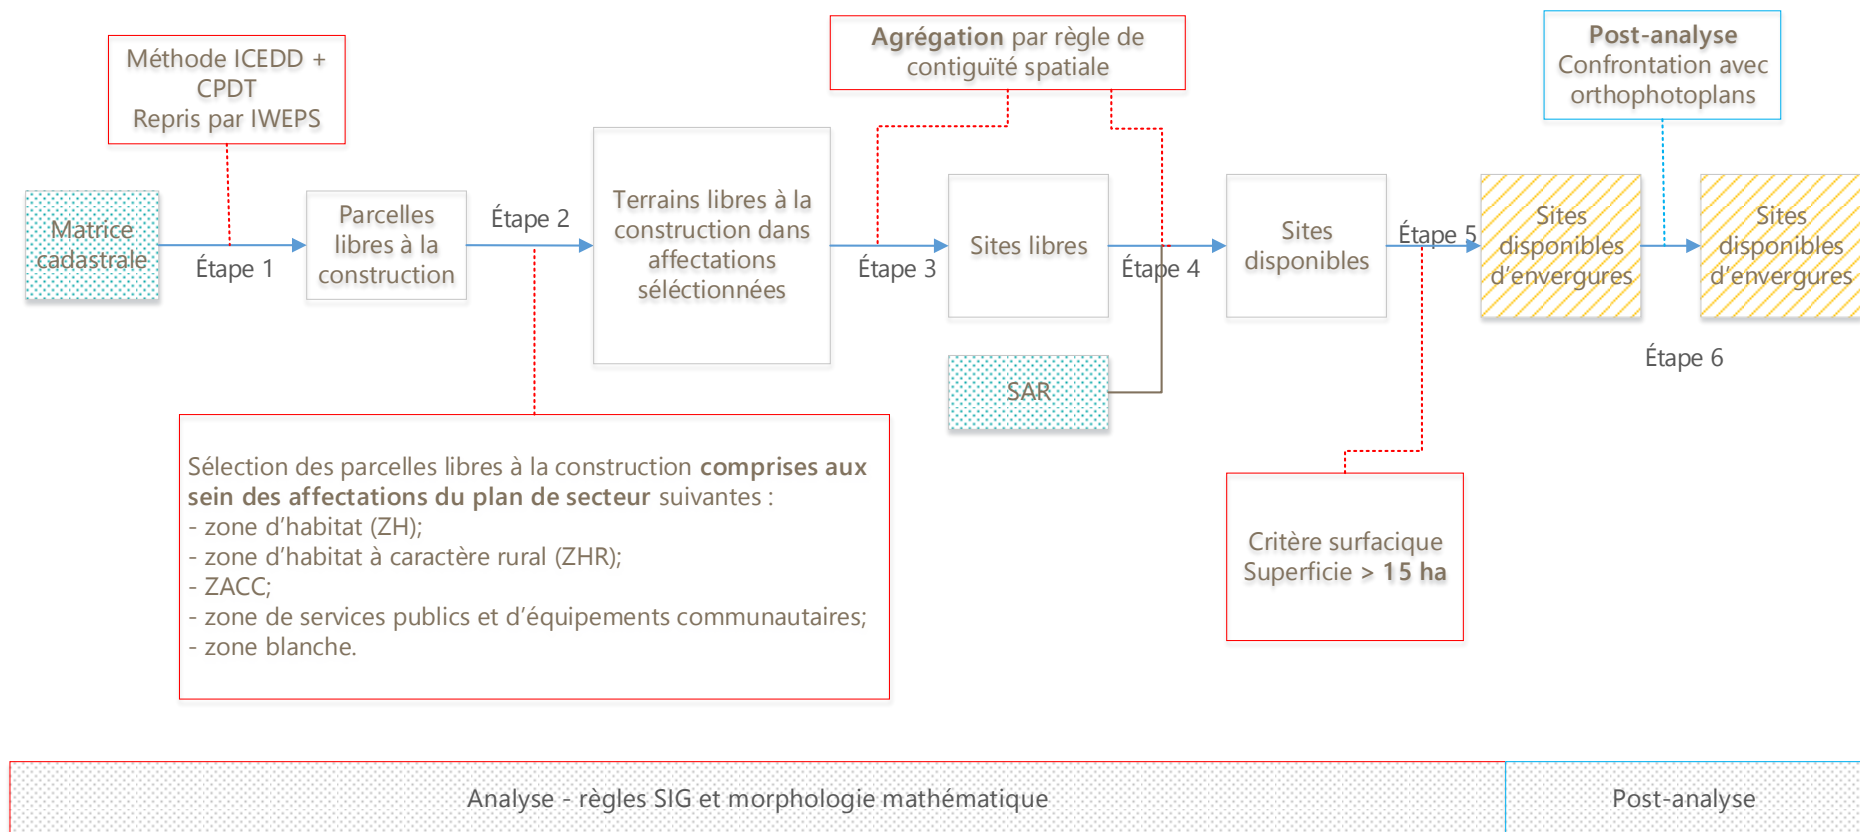 Méthode ICEDD +
CPDT
Repris par IWEPS
Agrégation par règle de
contiguïté spatiale
Post-analyse
Confrontation avec
orthophotoplans
Matrice
cadastrale
Étape 1
Parcelles
libres à la
construction
Étape 2
Terrains libres à la
construction dans
affectations
séléctionnées
Étape 3
Sites libres
Étape 4
Sites
disponibles
Étape 5
Sites
disponibles
d’envergures
Sites
disponibles
d’envergures
Étape 6
SAR
Sélection des parcelles libres à la construction comprises aux
sein des affectations du plan de secteur suivantes :
- zone d’habitat (ZH);
- zone d’habitat à caractère rural (ZHR);
- ZACC;
- zone de services publics et d’équipements communautaires;
- zone blanche.
Critère surfacique
Superficie > 15 ha
Analyse - règles SIG et morphologie mathématique
Post-analyse